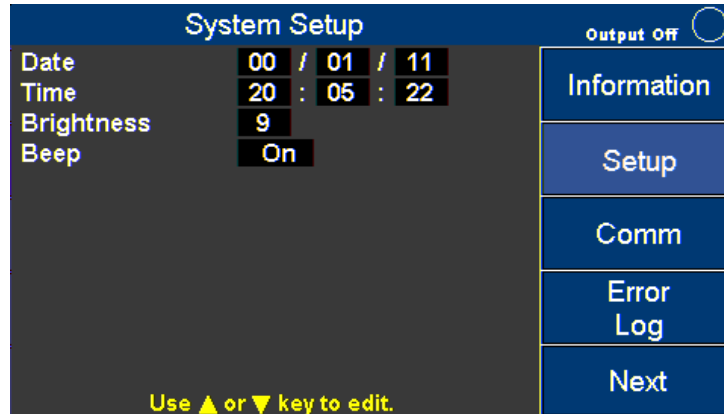 System Setup
Output Off
Date 00 / 01 / 11
Time 20 : 05 : 22
Brightness 9
Beep On
Use ▲ or ▼ key to edit.
Information
Setup
Comm
Error
Log
Next